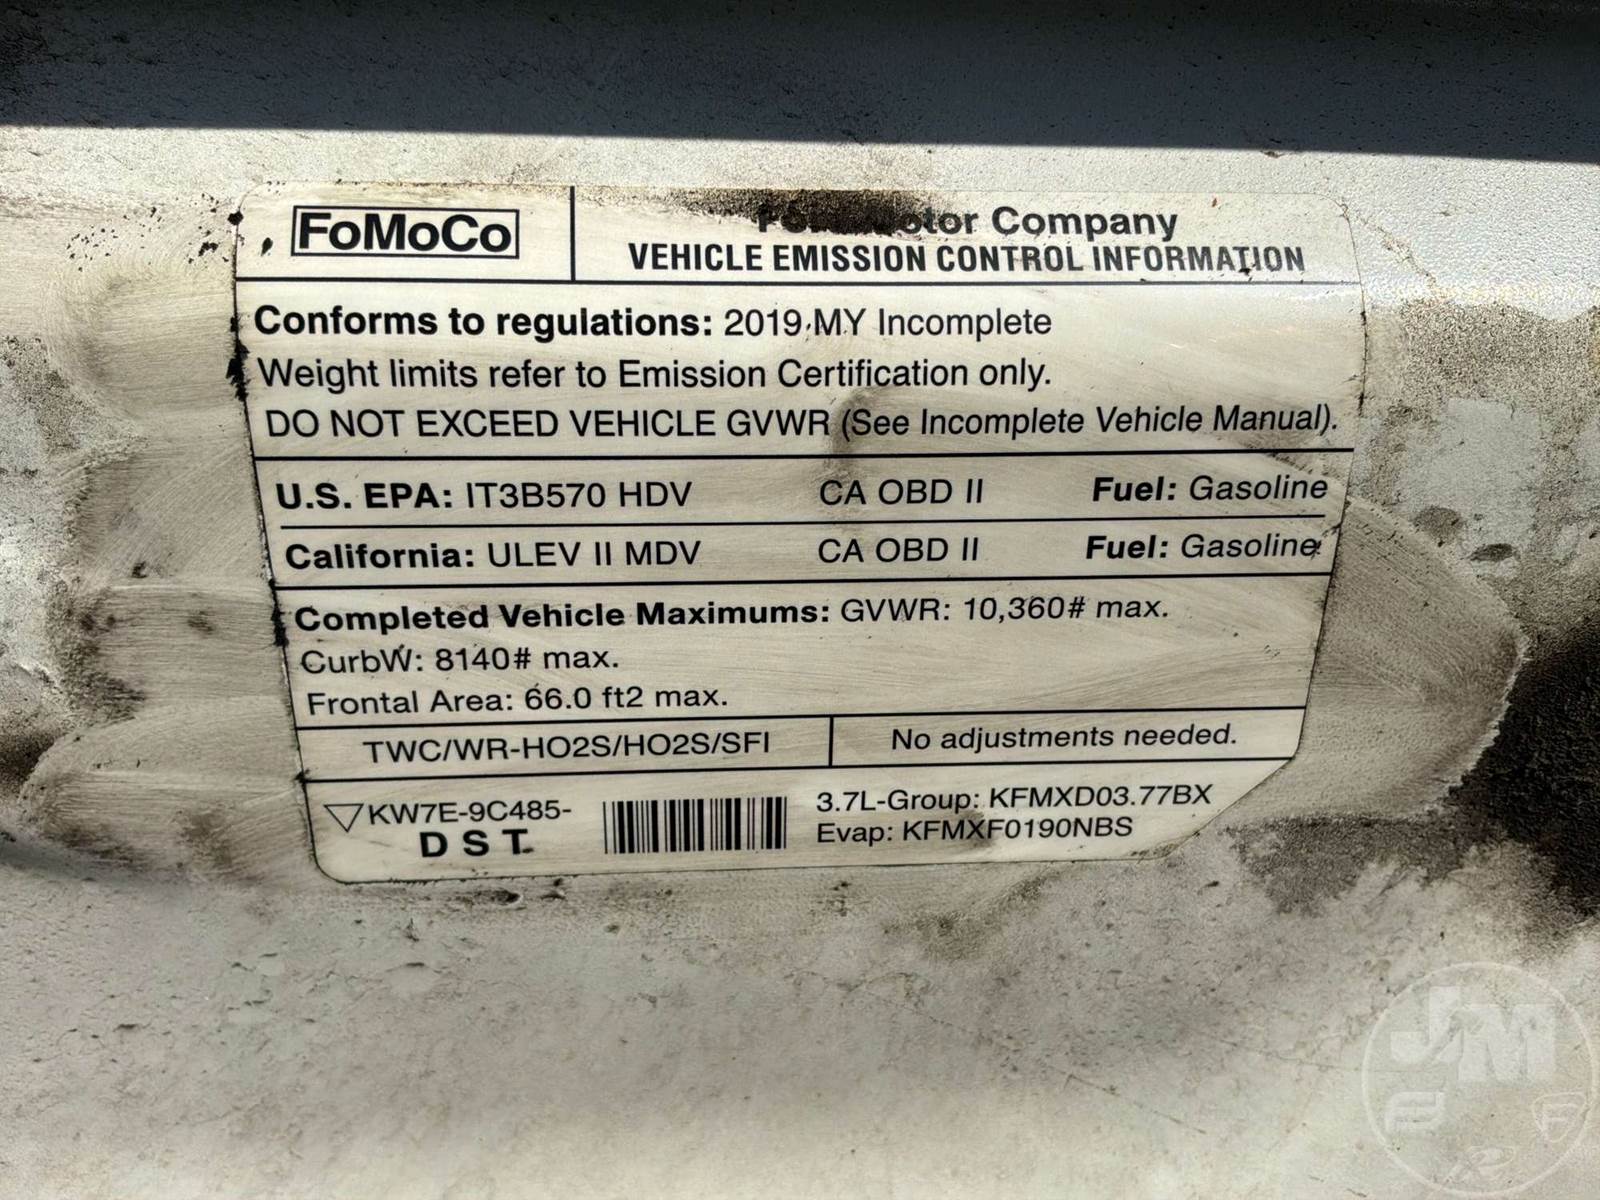 FoMoCo
Motor Company
VEHICLE EMISSION CONTROL INFORMATION
Conforms to regulations: 2019 MY Incomplete
Weight limits refer to Emission Certification only.
DO NOT EXCEED VEHICLE GVWR (See Incomplete Vehicle Manual).
U.S. EPA: IT3B570 HDV CA OBD II Fuel: Gasoline
California: ULEV II MDV CA OBD II Fuel: Gasoline
Completed Vehicle Maximums: GVWR: 10,360# max.
CurbW: 8140# max.
Frontal Area: 66.0 ft2 max.
TWC/WR-HO2S/HO2S/SFI No adjustments needed.
KW7E-9C485-
DST
3.7L-Group: KFMXD03.77BX
Evap: KFMXF0190NBS
JM